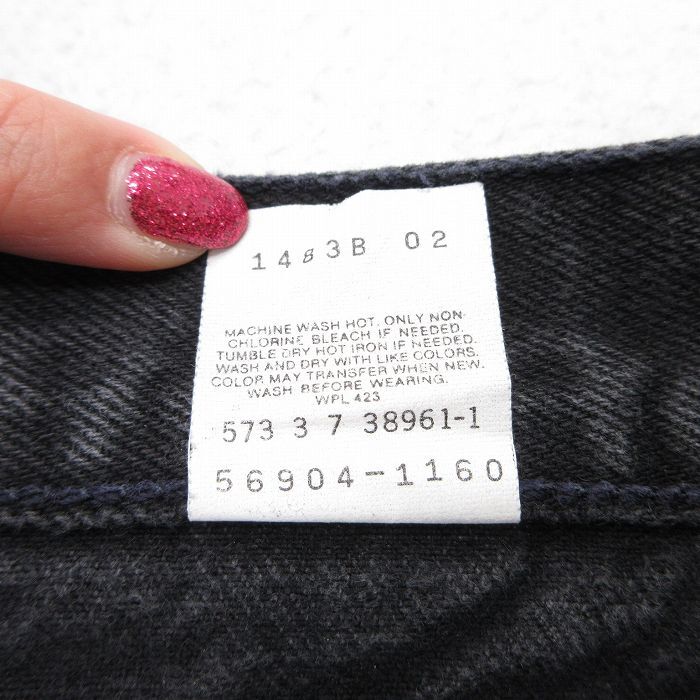 14s3B 02
MACHINE WASH HOT. ONLY NON-
CHLORINE BLEACH IF NEEDED.
TUMBLE DRY HOT IRON IF NEEDED.
WASH AND DRY WITH LIKE COLORS.
COLOR MAY TRANSFER WHEN NEW.
WASH BEFORE WEARING.
WPL 423
573 3 7 38961-1
56904-1160